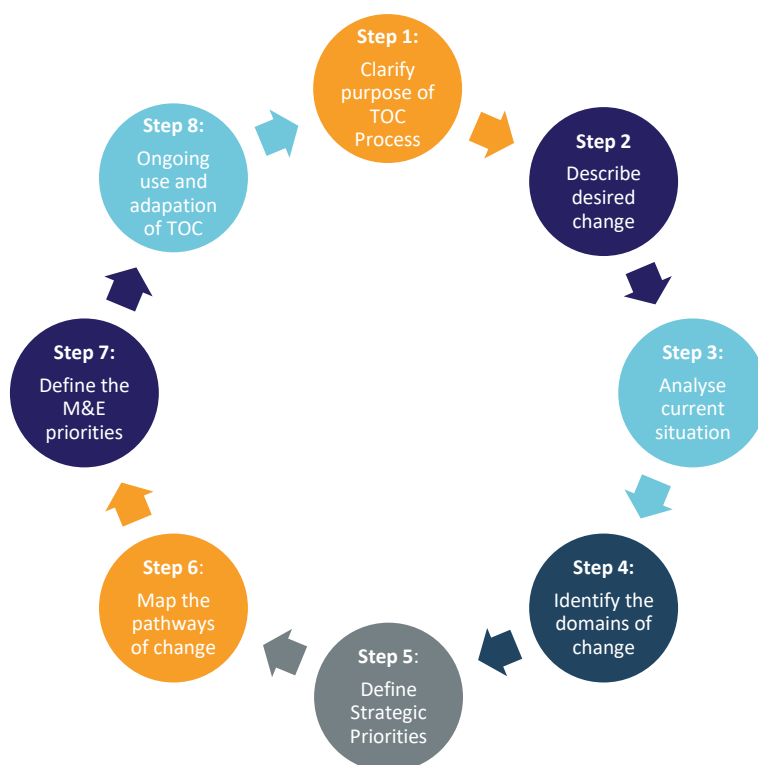 Step 1:
Clarify
purpose of
TOC
Process
Step 2
Describe
desired
change
Step 3:
Analyse
current
situation
Step 4:
Identify the
domains of
change
Step 5:
Define
Strategic
Priorities
Step 6:
Map the
pathways
of change
Step 7:
Define the
M&E
priorities
Step 8:
Ongoing
use and
adapation
of TOC